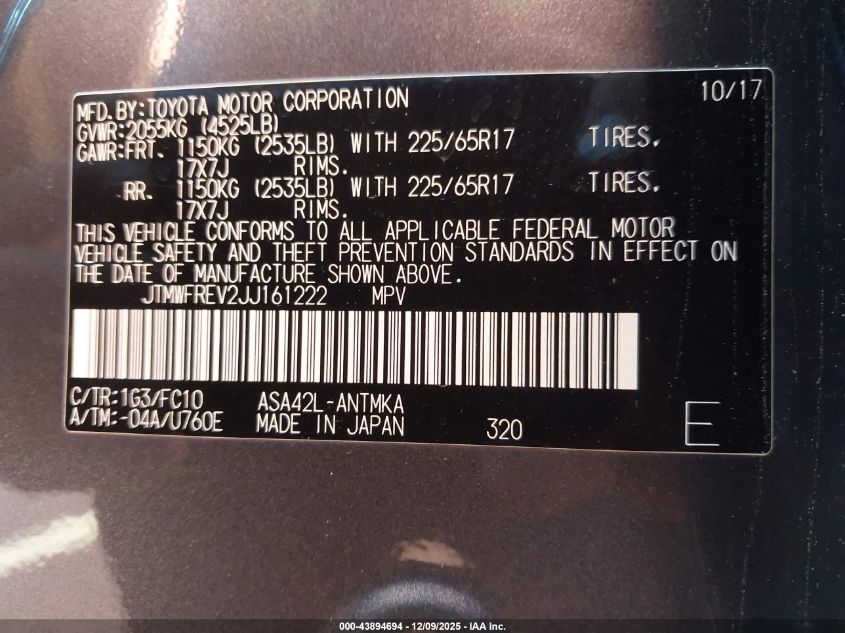 MFD. BY: TOYOTA MOTOR CORPORATION 10/17
GVWR: 2055KG (4525LB)
GAWR: FRT. 1150KG (2535LB) WITH 225/65R17 TIRES.
17X7J RIMS.
RR. 1150KG (2535LB) WITH 225/65R17 TIRES.
17X7J RIMS.
THIS VEHICLE CONFORMS TO ALL APPLICABLE FEDERAL MOTOR
VEHICLE SAFETY AND THEFT PREVENTION STANDARDS IN EFFECT ON
THE DATE OF MANUFACTURE SHOWN ABOVE.
JTMWFREV2JJ161222 MPV
C/TR: 1G3/FC10 ASA42L-ANTMKA
A/TM: -04A/U760E MADE IN JAPAN 320 E
000-43894694 - 12/09/2025 - IAA Inc.